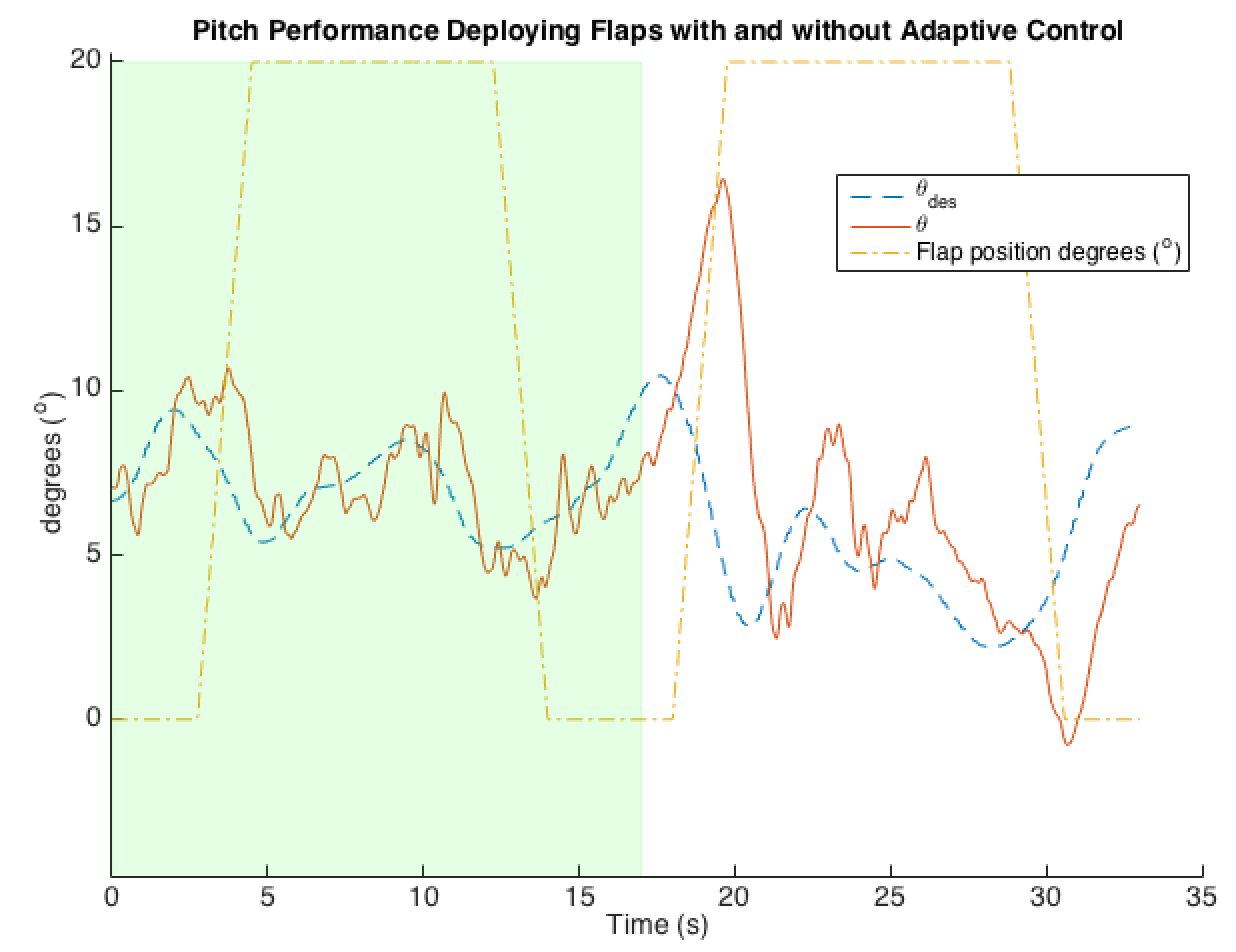 Pitch Performance Deploying Flaps with and without Adaptive Control
20
15
10
5
0
degrees (°)
θdes
θ
Flap position degrees (°)
0 5 10 15 20 25 30 35
Time (s)